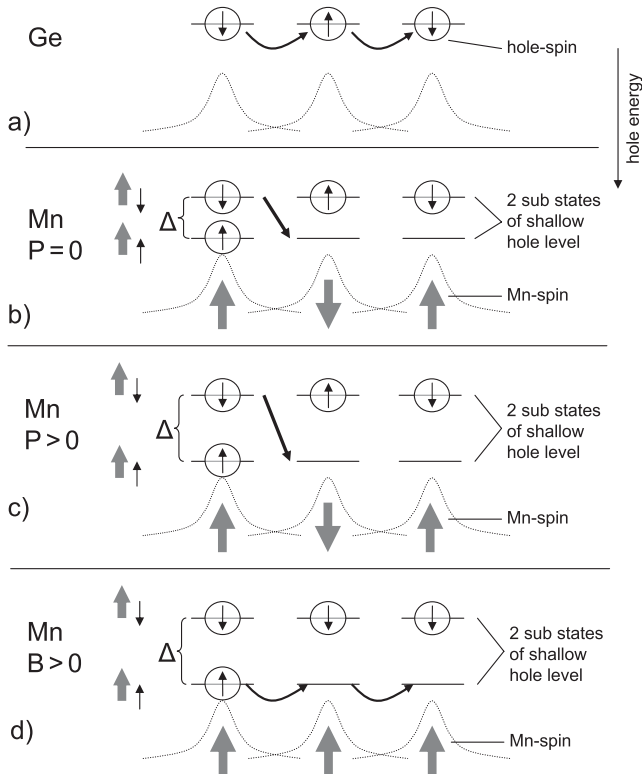 Ge
hole-spin
hole energy
a)
Mn
P = 0
Δ
2 sub states
of shallow
hole level
Mn-spin
b)
Mn
P > 0
Δ
2 sub states
of shallow
hole level
Mn-spin
c)
Mn
B > 0
Δ
2 sub states
of shallow
hole level
Mn-spin
d)